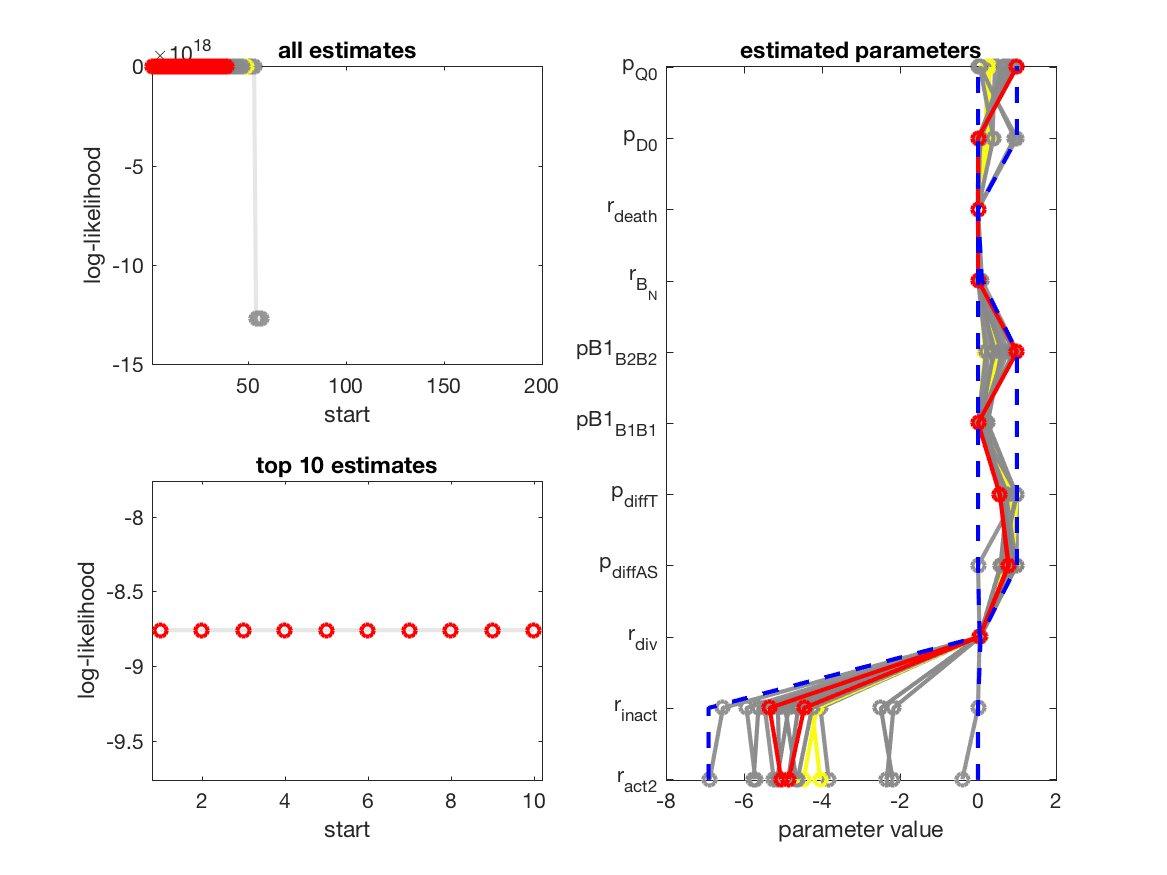 all estimates
×10^18
0
-5
-10
-15
log-likelihood
50
100
150
200
start
top 10 estimates
-8
-8.5
-9
-9.5
log-likelihood
2
4
6
8
10
start
estimated parameters
p_Q0
p_D0
r_death
r_B_N
pB1_B2B2
pB1_B1B1
p_diffT
p_diffAS
r_div
r_inact
r_act2
-8
-6
-4
-2
0
2
parameter value